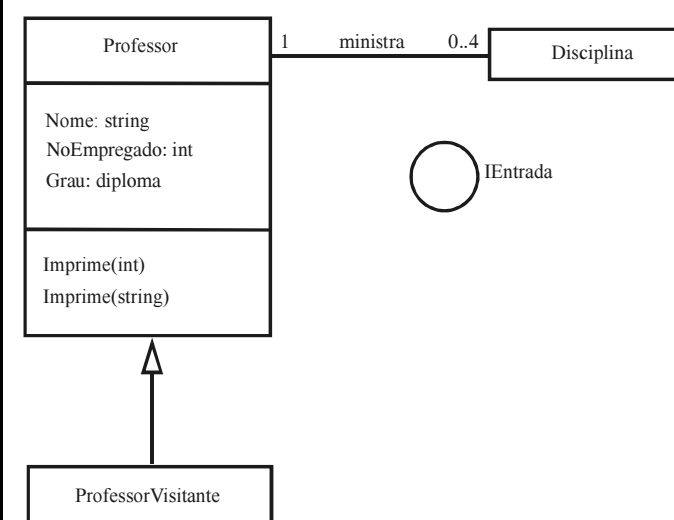 Professor
1 ministra 0..4
Disciplina
Nome: string
NoEmpregado: int
Grau: diploma
IEntrada
Imprime(int)
Imprime(string)
ProfessorVisitante